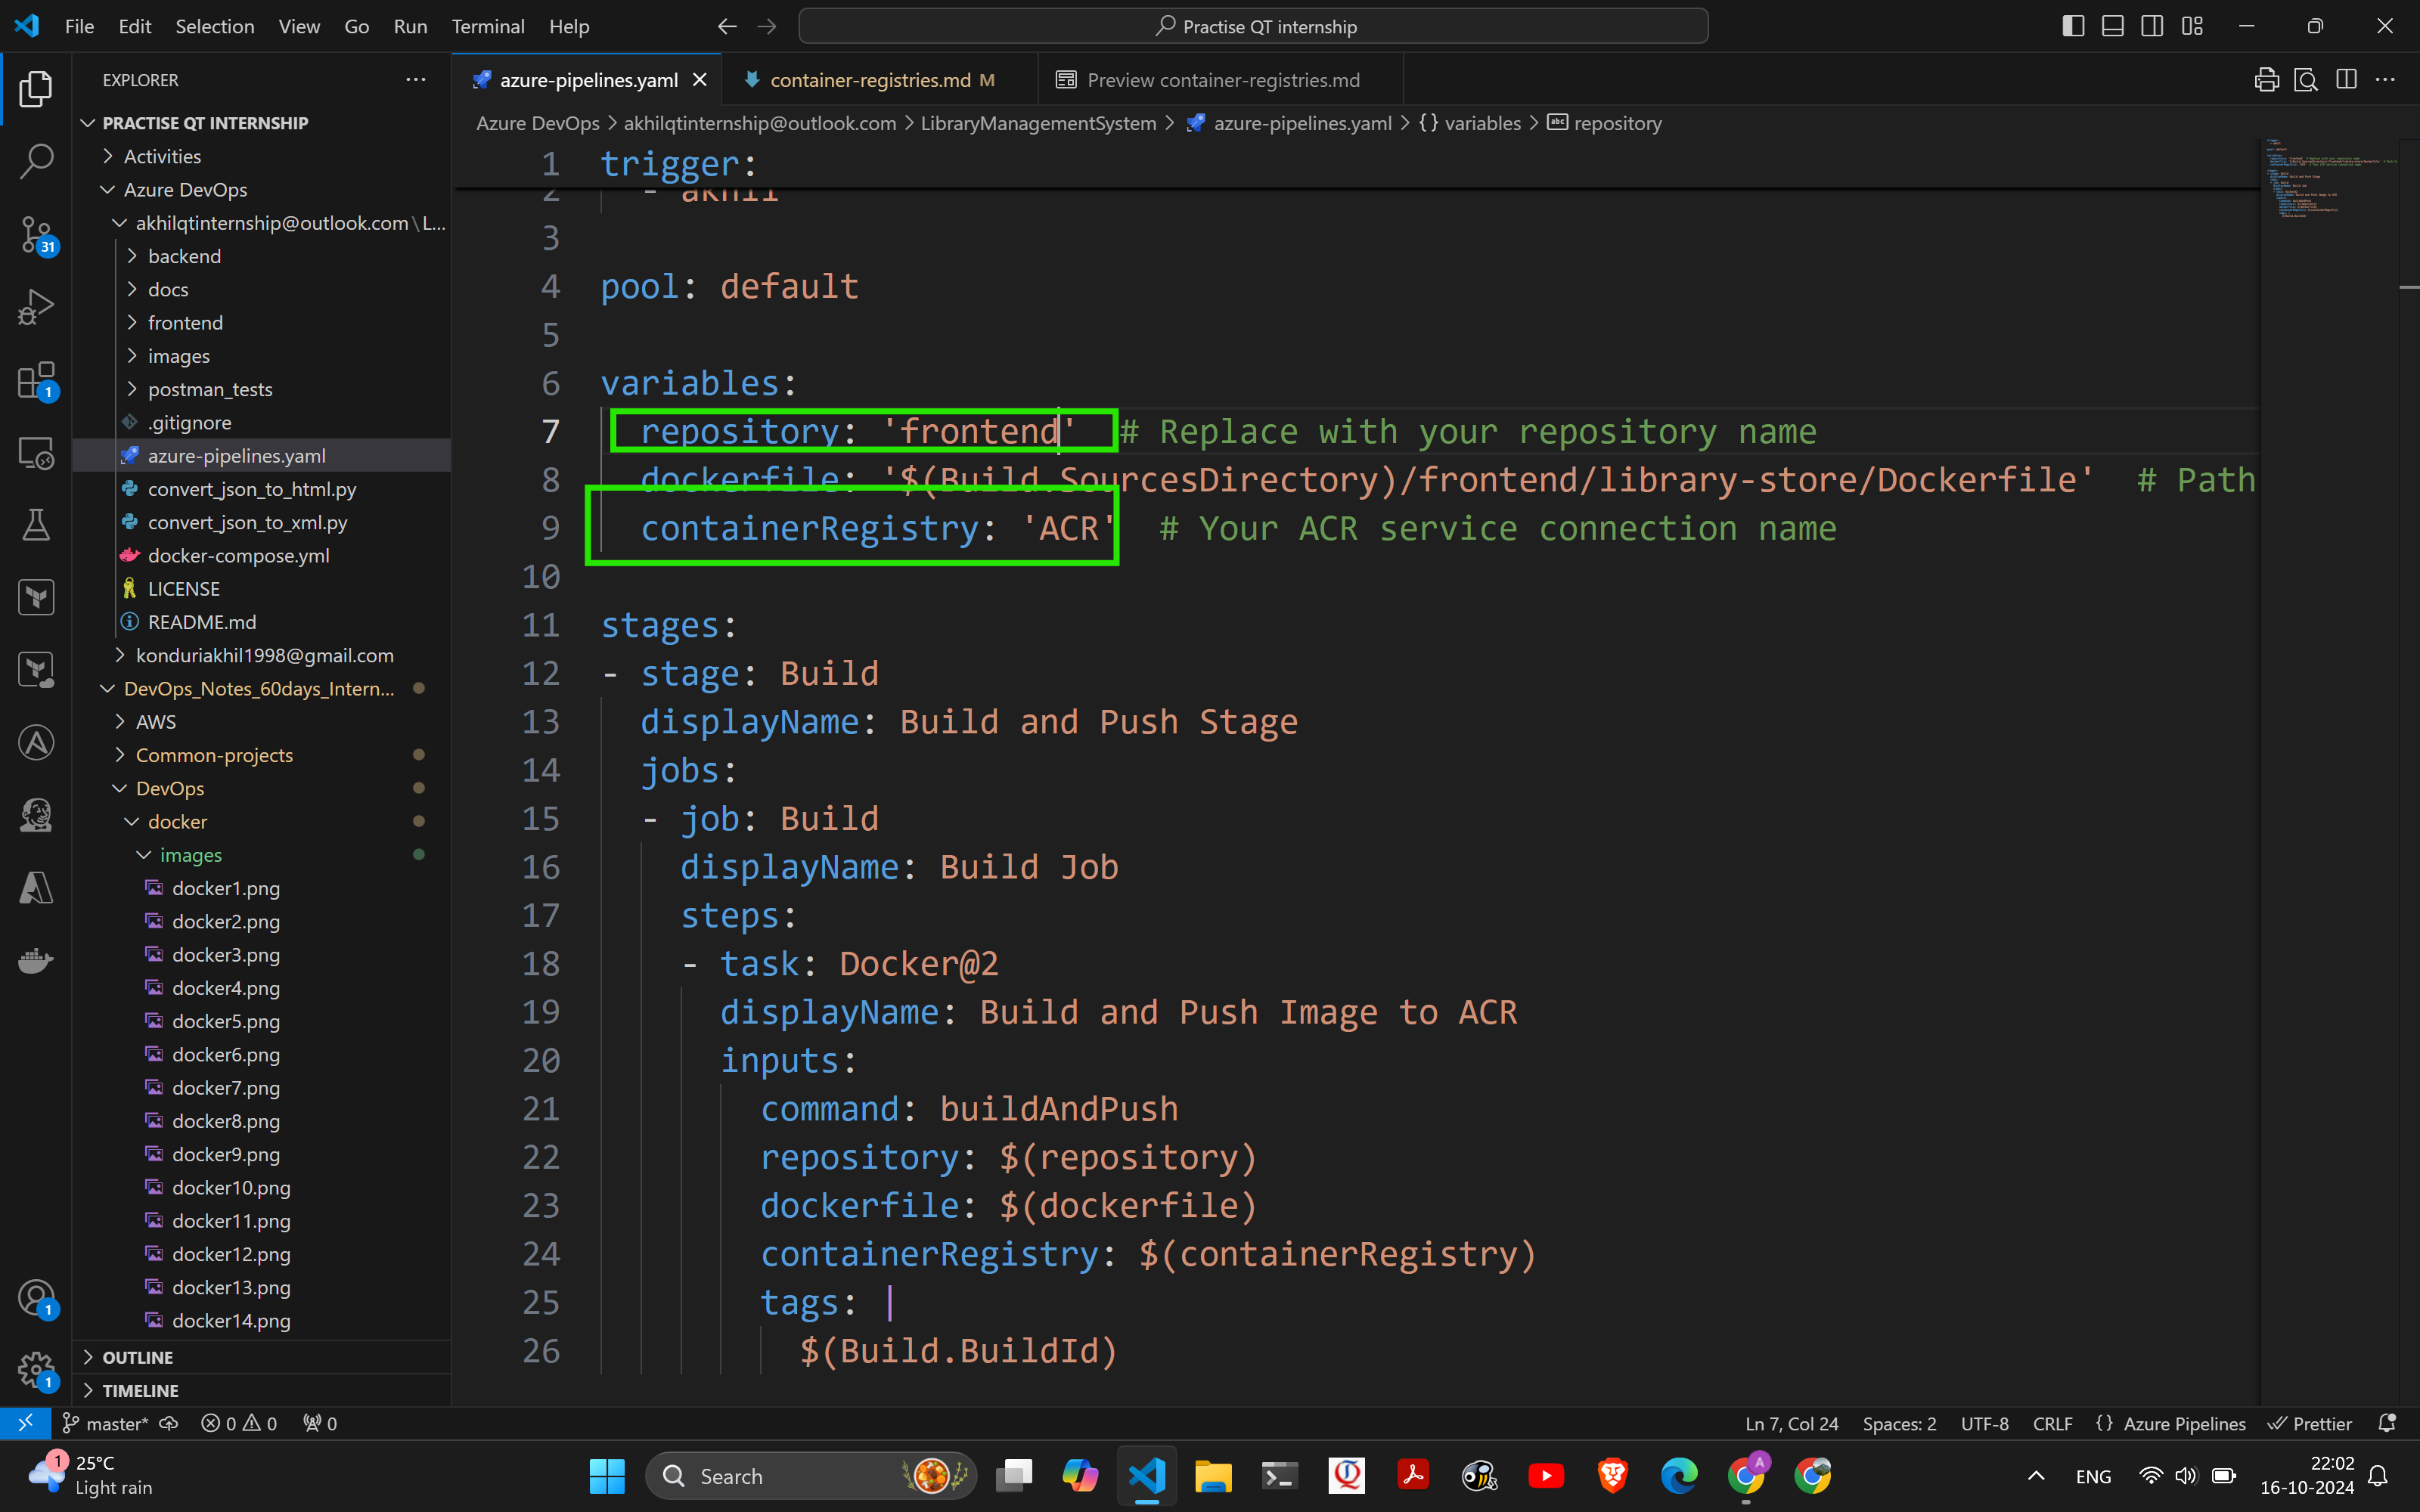 File Edit Selection View Go Run Terminal Help
Practise QT internship
EXPLORER
azure-pipelines.yaml
container-registries.md M
Preview container-registries.md
Azure DevOps > akhilqtinternship@outlook.com > LibraryManagementSystem > azure-pipelines.yaml > {} variables > abc repository
PRACTISE QT INTERNSHIP
Activities
Azure DevOps
akhilqtinternship@outlook.com\L...
backend
docs
frontend
images
postman_tests
.gitignore
azure-pipelines.yaml
convert_json_to_html.py
convert_json_to_xml.py
docker-compose.yml
LICENSE
README.md
konduriakhil1998@gmail.com
DevOps_Notes_60days_Intern...
AWS
Common-projects
DevOps
docker
images
docker1.png
docker2.png
docker3.png
docker4.png
docker5.png
docker6.png
docker7.png
docker8.png
docker9.png
docker10.png
docker11.png
docker12.png
docker13.png
docker14.png
OUTLINE
TIMELINE
31
1
1
1
1 trigger:
2 - akhil
3
4 pool: default
5
6 variables:
7 repository: 'frontend' # Replace with your repository name
8 dockerfile: '$(Build.SourcesDirectory)/frontend/library-store/Dockerfile' # Path
9 containerRegistry: 'ACR' # Your ACR service connection name
10
11 stages:
12 - stage: Build
13 displayName: Build and Push Stage
14 jobs:
15 - job: Build
16 displayName: Build Job
17 steps:
18 - task: Docker@2
19 displayName: Build and Push Image to ACR
20 inputs:
21 command: buildAndPush
22 repository: $(repository)
23 dockerfile: $(dockerfile)
24 containerRegistry: $(containerRegistry)
25 tags: |
26 $(Build.BuildId)
master* 0 0 0
Ln 7, Col 24 Spaces: 2 UTF-8 CRLF {} Azure Pipelines Prettier
1
25°C
Light rain
Search
A
ENG
22:02
16-10-2024